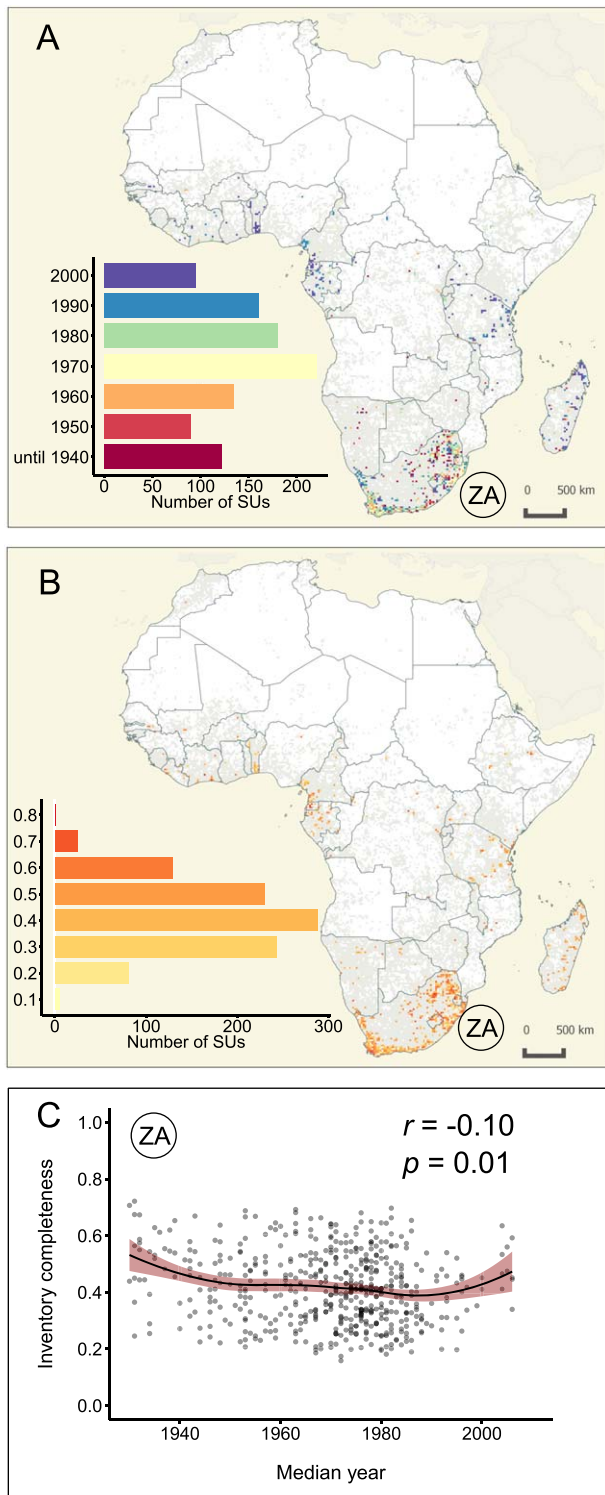 A
2000
1990
1980
1970
1960
1950
until 1940
0 50 100 150 200
Number of SUs
ZA
0 500 km
B
0.8
0.7
0.6
0.5
0.4
0.3
0.2
0.1
0 100 200 300
Number of SUs
ZA
0 500 km
C
ZA
r = -0.10
p = 0.01
Inventory completeness
1.0
0.8
0.6
0.4
0.2
0.0
1940 1960 1980 2000
Median year